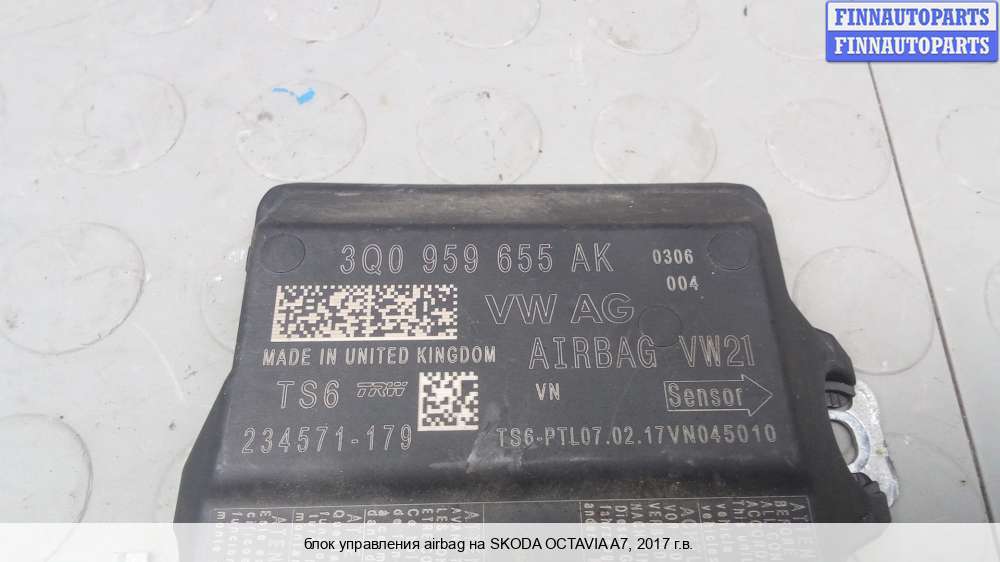 FINNAUTOPARTS
FINNAUTOPARTS
3Q0 959 655 AK 0306
004
VW AG
MADE IN UNITED KINGDOM
AIRBAG VW21
TS6 TRW VN Sensor
234571-179 TS6-PTL07.02.17VN045010
блок управления airbag на SKODA OCTAVIA A7, 2017 г.в.